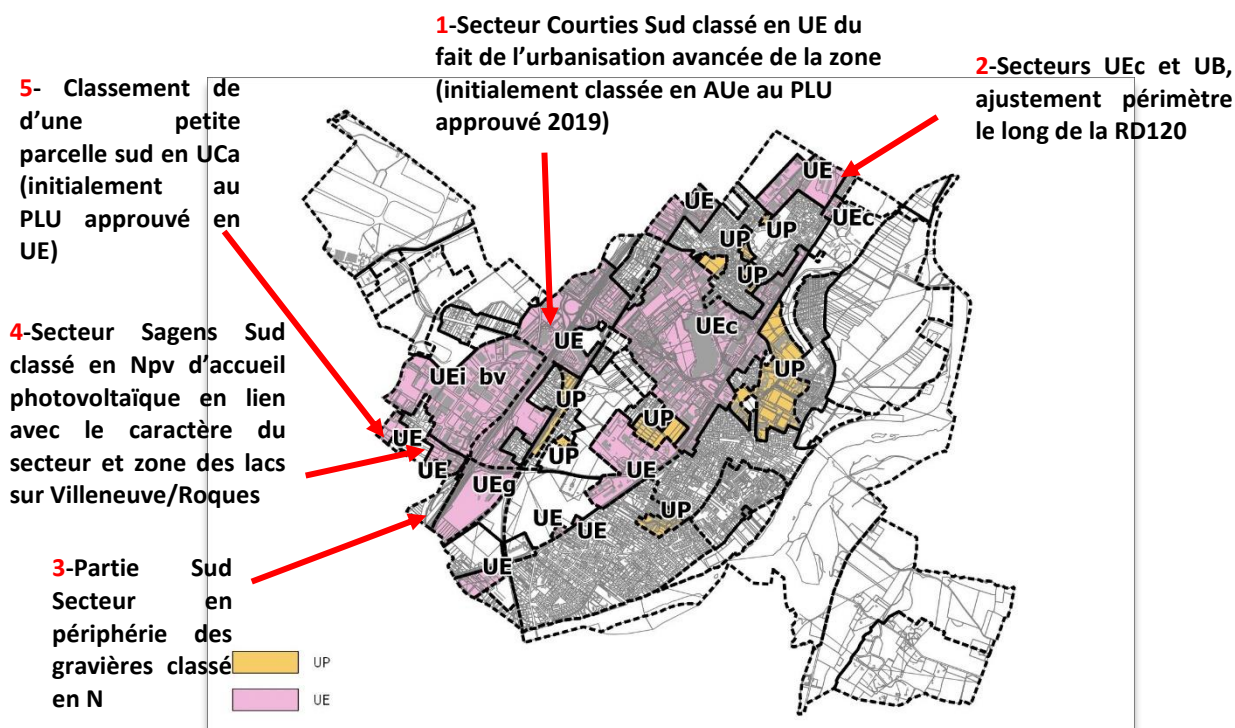 1-Secteur Courties Sud classé en UE du
fait de l’urbanisation avancée de la zone
(initialement classée en AUe au PLU
approuvé 2019)
2-Secteurs UEc et UB,
ajustement périmètre
le long de la RD120
5- Classement de
d’une petite
parcelle sud en UCa
(initialement au
PLU approuvé en
UE)
4-Secteur Sagens Sud
classé en Npv d’accueil
photovoltaïque en lien
avec le caractère du
secteur et zone des lacs
sur Villeneuve/Roques
3-Partie Sud
Secteur en
périphérie des
gravières classé
en N
UE
UE
UEc
UP
UP
UP
UEc
UE
UEi bv
UP
UP
UP
UE
UE
UP
UE
UEg
UP
UE
UE
UE
UP
UE